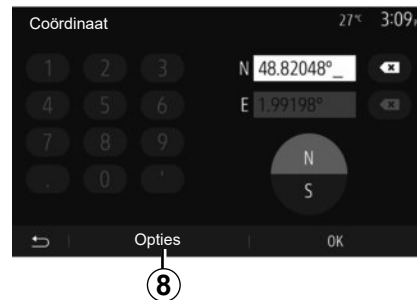 Coördinaat 27°c 3:09
1 2 3 N 48.82048°_
4 5 6 E 1.99198°
7 8 9 N
. 0 ' S
Opties OK
8